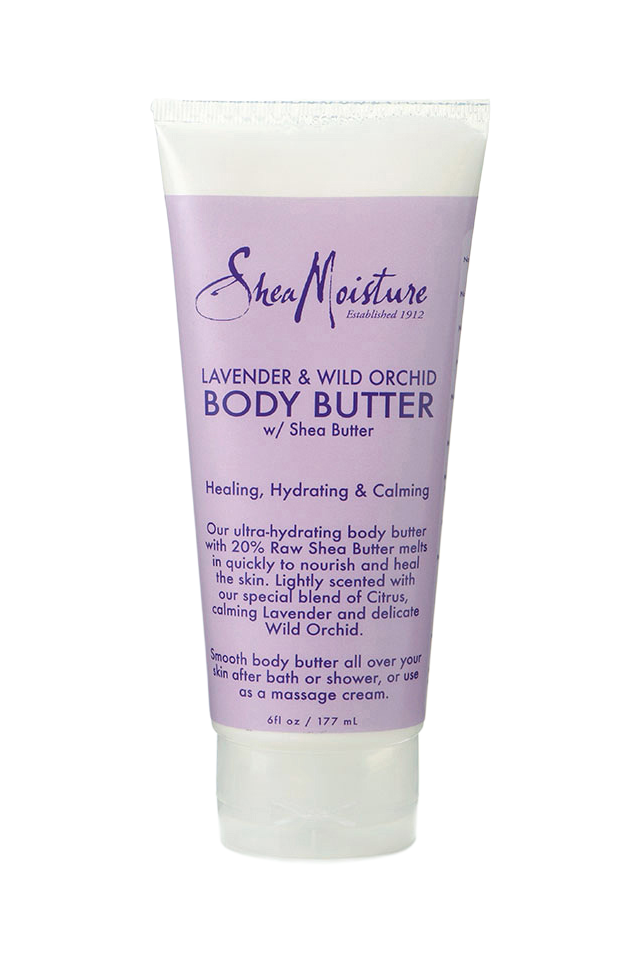 SheaMoisture
Established 1912
LAVENDER & WILD ORCHID
BODY BUTTER
w/ Shea Butter
Healing, Hydrating & Calming
Our ultra-hydrating body butter
with 20% Raw Shea Butter melts
in quickly to nourish and heal
the skin. Lightly scented with
our special blend of Citrus,
calming Lavender and delicate
Wild Orchid.
Smooth body butter all over your
skin after bath or shower, or use
as a massage cream.
6fl oz / 177 mL